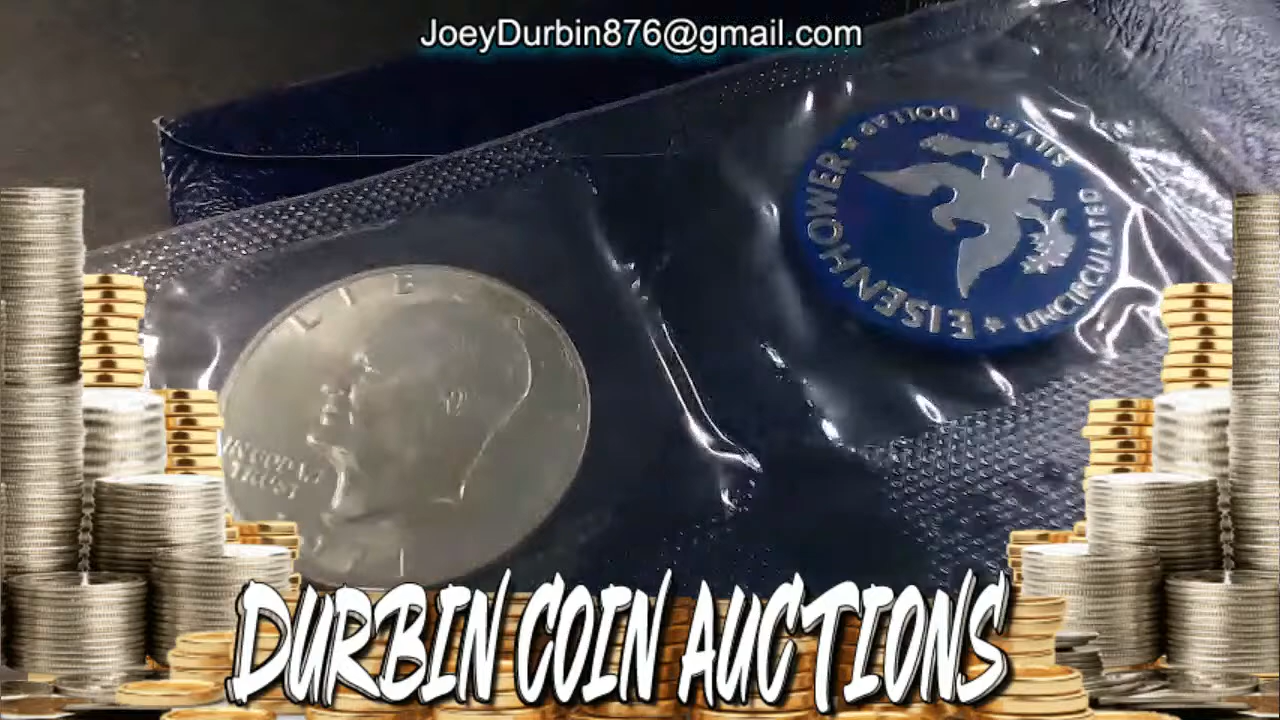 JoeyDurbin876@gmail.com
EISENHOWER ★ DOLLAR SILVER
★ UNCIRCULATED
LIBERTY
IN GOD WE
TRUST
DURBIN COIN AUCTIONS